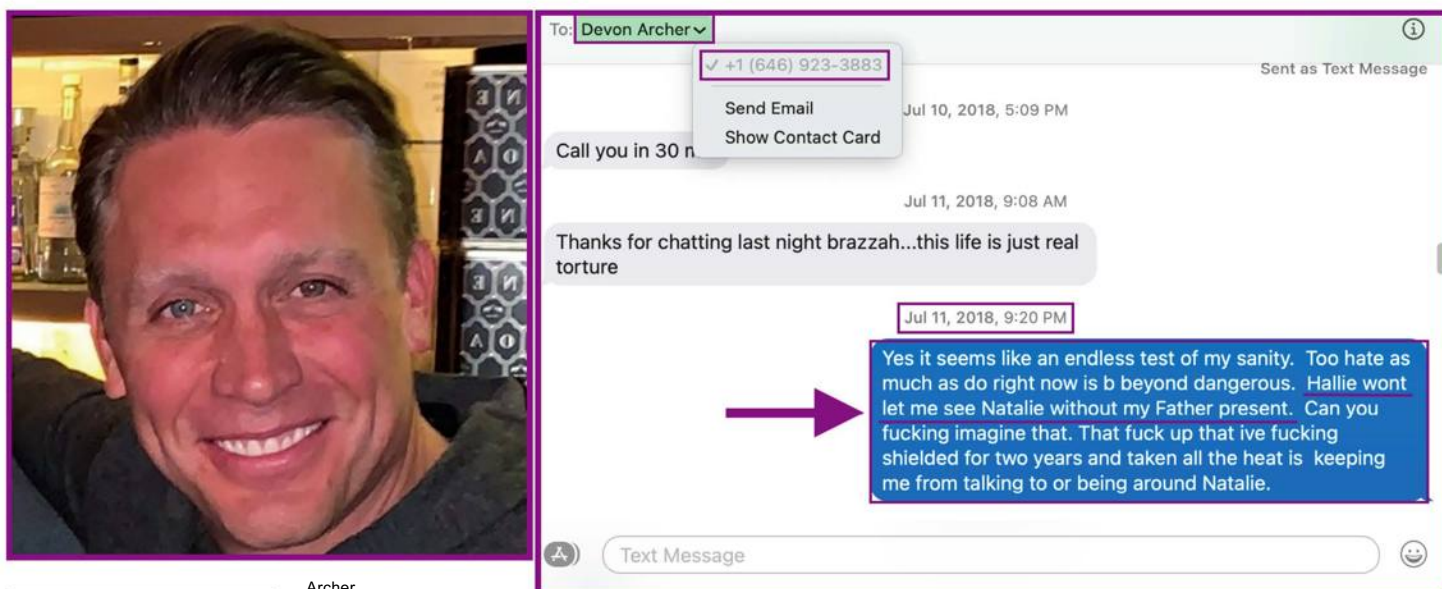 To: Devon Archer
+1 (646) 923-3883
Send Email
Show Contact Card
Sent as Text Message
Jul 10, 2018, 5:09 PM
Call you in 30
Jul 11, 2018, 9:08 AM
Thanks for chatting last night brazzah...this life is just real
torture
Jul 11, 2018, 9:20 PM
Yes it seems like an endless test of my sanity. Too hate as
much as do right now is b beyond dangerous. Hallie wont
let me see Natalie without my Father present. Can you
fucking imagine that. That fuck up that ive fucking
shielded for two years and taken all the heat is keeping
me from talking to or being around Natalie.
Text Message
Archer